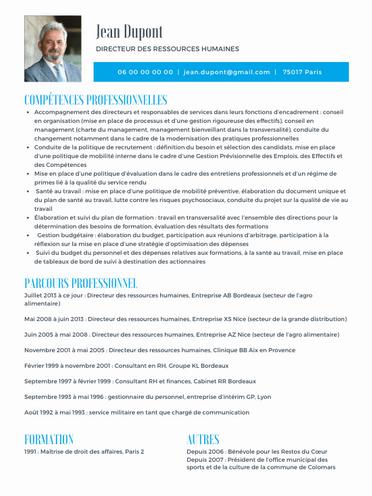 Jean Dupont
DIRECTEUR DES RESSOURCES HUMAINES
06 00 00 00 00 | jean.dupont@gmail.com | 75017 Paris
COMPÉTENCES PROFESSIONNELLES
• Accompagnement des directeurs et responsables de services dans leurs fonctions d'encadrement : conseil
en organisation (mise en place de processus et d'une gestion rigoureuse des effectifs), conseil en
management (charte du management, management bienveillant dans la transversalité), conduite du
changement notamment dans le cadre de la modernisation des pratiques professionnelles
• Conduite de la politique de recrutement : définition du besoin et sélection des candidats, mise en place
d'une politique de mobilité interne dans le cadre d'une Gestion Prévisionnelle des Emplois, des Effectifs et
des Compétences
• Mise en place d'une politique d'évaluation dans le cadre des entretiens professionnels et d'un régime de
primes lié à la qualité du service rendu
• Santé au travail : mise en place d'une politique de mobilité préventive, élaboration du document unique et
du plan de santé au travail, lutte contre les risques psychosociaux, conduite du projet sur la qualité de vie au
travail
• Élaboration et suivi du plan de formation : travail en transversalité avec l'ensemble des directions pour la
détermination des besoins de formation, évaluation des résultats des formations
• Gestion budgétaire : élaboration du budget, participation aux réunions d'arbitrage, participation à la
réflexion sur la mise en place d'une stratégie d'optimisation des dépenses
• Suivi du budget du personnel et des dépenses relatives aux formations, à la santé au travail, mise en place
de tableaux de bord de suivi à destination des actionnaires
PARCOURS PROFESSIONNEL
Juillet 2013 à ce jour : Directeur des ressources humaines, Entreprise AB Bordeaux (secteur de l'agro
alimentaire)
Mai 2008 à juin 2013 : Directeur des ressources humaines, Entreprise XS Nice (secteur de la grande distribution)
Juin 2005 à mai 2008 : Directeur des ressources humaines, Entreprise AZ Nice (secteur de l'agro alimentaire)
Novembre 2001 à mai 2005 : Directeur des ressources humaines, Clinique BB Aix en Provence
Février 1999 à novembre 2001 : Consultant en RH, Groupe KL Bordeaux
Septembre 1997 à février 1999 : Consultant RH et finances, Cabinet RR Bordeaux
Septembre 1993 à mai 1996 : gestionnaire du personnel, entreprise d'intérim GP, Lyon
Août 1992 à mai 1993 : service militaire en tant que chargé de communication
FORMATION
1991 : Maitrise de droit des affaires, Paris 2
AUTRES
Depuis 2006 : Bénévole pour les Restos du Cœur
Depuis 2007 : Président de l'office municipal des
sports et de la culture de la commune de Colomars